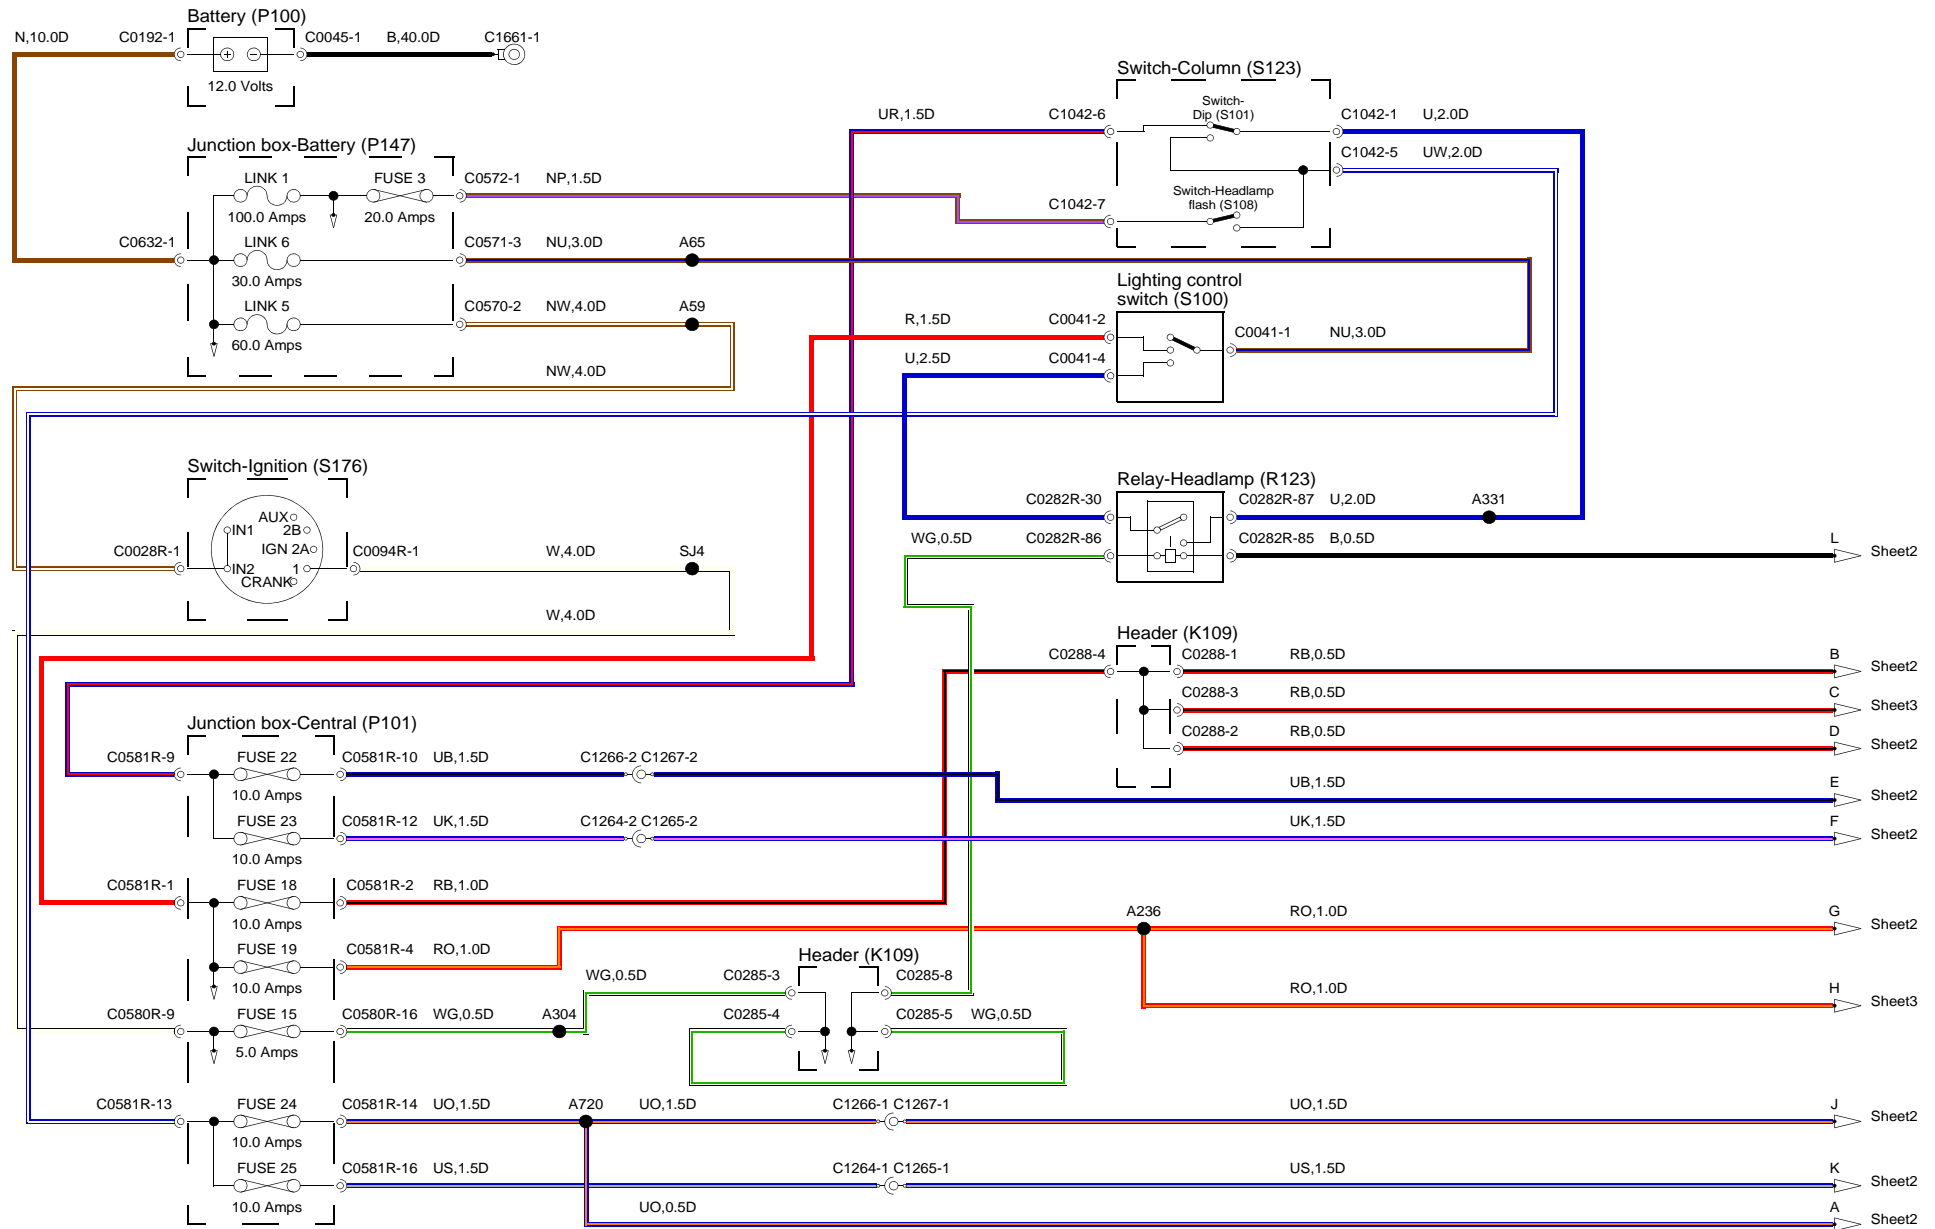 Battery (P100)
N,10.0D
C0192-1
C0045-1
B,40.0D
C1661-1
12.0 Volts
Switch-Column (S123)
Switch-
Dip (S101)
UR,1.5D
C1042-6
C1042-1
U,2.0D
C1042-5
UW,2.0D
Switch-Headlamp
flash (S108)
C1042-7
Junction box-Battery (P147)
LINK 1
FUSE 3
C0572-1
NP,1.5D
100.0 Amps
20.0 Amps
C0632-1
LINK 6
C0571-3
NU,3.0D
A65
30.0 Amps
LINK 5
C0570-2
NW,4.0D
A59
60.0 Amps
NW,4.0D
Lighting control
switch (S100)
R,1.5D
C0041-2
C0041-1
NU,3.0D
U,2.5D
C0041-4
Switch-Ignition (S176)
AUX
IN1
2B
IGN 2A
IN2
1
CRANK
C0028R-1
C0094R-1
W,4.0D
SJ4
W,4.0D
Relay-Headlamp (R123)
C0282R-30
C0282R-87
U,2.0D
A331
WG,0.5D
C0282R-86
C0282R-85
B,0.5D
L
Sheet2
Header (K109)
C0288-4
C0288-1
RB,0.5D
B
Sheet2
C0288-3
RB,0.5D
C
Sheet3
C0288-2
RB,0.5D
D
Sheet2
Junction box-Central (P101)
C0581R-9
FUSE 22
C0581R-10
UB,1.5D
C1266-2
C1267-2
UB,1.5D
E
Sheet2
10.0 Amps
FUSE 23
C0581R-12
UK,1.5D
C1264-2
C1265-2
UK,1.5D
F
Sheet2
10.0 Amps
C0581R-1
FUSE 18
C0581R-2
RB,1.0D
10.0 Amps
A236
RO,1.0D
G
Sheet2
FUSE 19
C0581R-4
RO,1.0D
10.0 Amps
Header (K109)
WG,0.5D
C0285-3
C0285-8
RO,1.0D
H
Sheet3
C0580R-9
FUSE 15
C0580R-16
WG,0.5D
A304
C0285-4
C0285-5
WG,0.5D
5.0 Amps
C0581R-13
FUSE 24
C0581R-14
UO,1.5D
A720
UO,1.5D
C1266-1
C1267-1
UO,1.5D
J
Sheet2
10.0 Amps
FUSE 25
C0581R-16
US,1.5D
C1264-1
C1265-1
US,1.5D
K
Sheet2
10.0 Amps
UO,0.5D
A
Sheet2